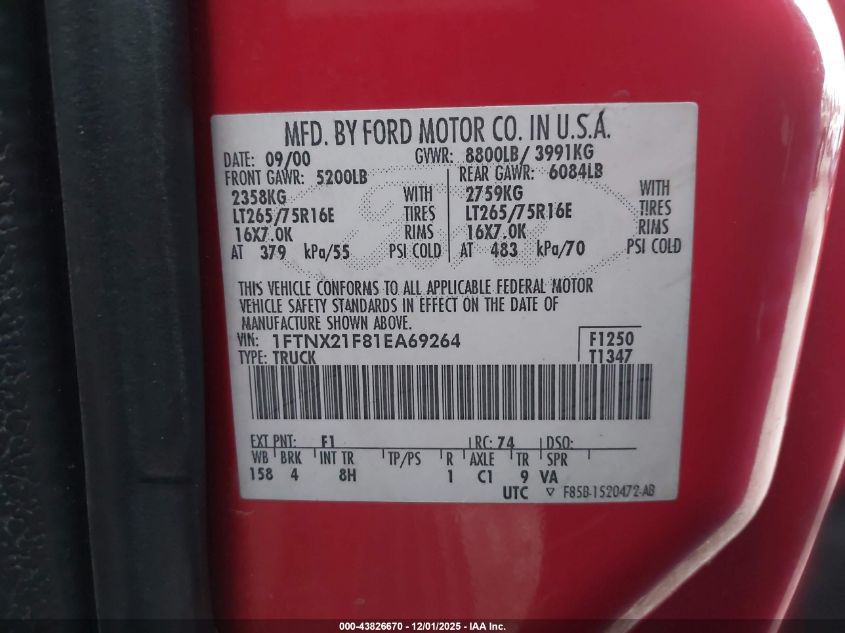 MFD. BY FORD MOTOR CO. IN U.S.A.
DATE: 09/00 GVWR: 8800LB/ 3991KG
FRONT GAWR: 5200LB REAR GAWR: 6084LB
2358KG WITH 2759KG WITH
LT265/75R16E TIRES LT265/75R16E TIRES
16X7.0K RIMS 16X7.0K RIMS
AT 379 kPa/55 PSI COLD AT 483 kPa/70 PSI COLD
THIS VEHICLE CONFORMS TO ALL APPLICABLE FEDERAL MOTOR
VEHICLE SAFETY STANDARDS IN EFFECT ON THE DATE OF
MANUFACTURE SHOWN ABOVE.
VIN: 1FTNX21F81EA69264 F1250
TYPE: TRUCK T1347
EXT PNT: F1 RC: 74 DSO:
WB BRK INT TR TP/PS R AXLE TR SPR
158 4 8H 1 C1 9 VA
UTC ▽ F85B-1520472-AB
000-43826670 - 12/01/2025 - IAA Inc.